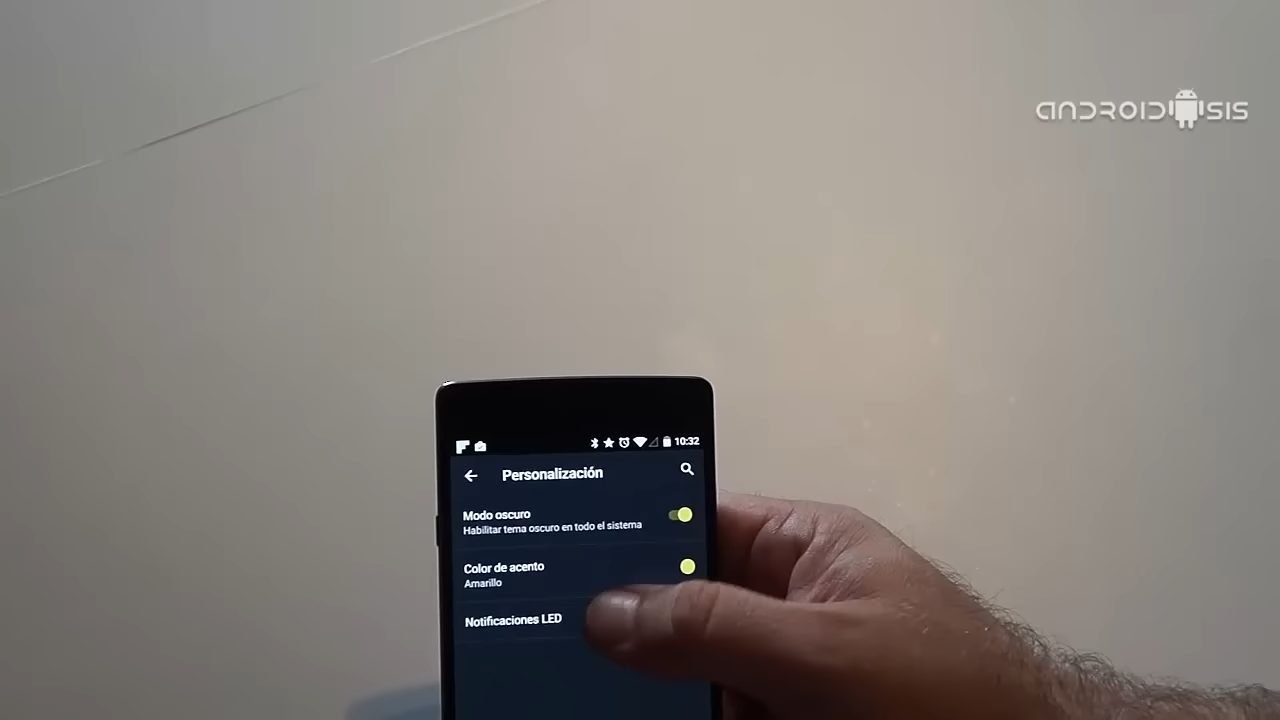 ANDROIDSIS
10:32
Personalización
Modo oscuro
Habilitar tema oscuro en todo el sistema
Color de acento
Amarillo
Notificaciones LED